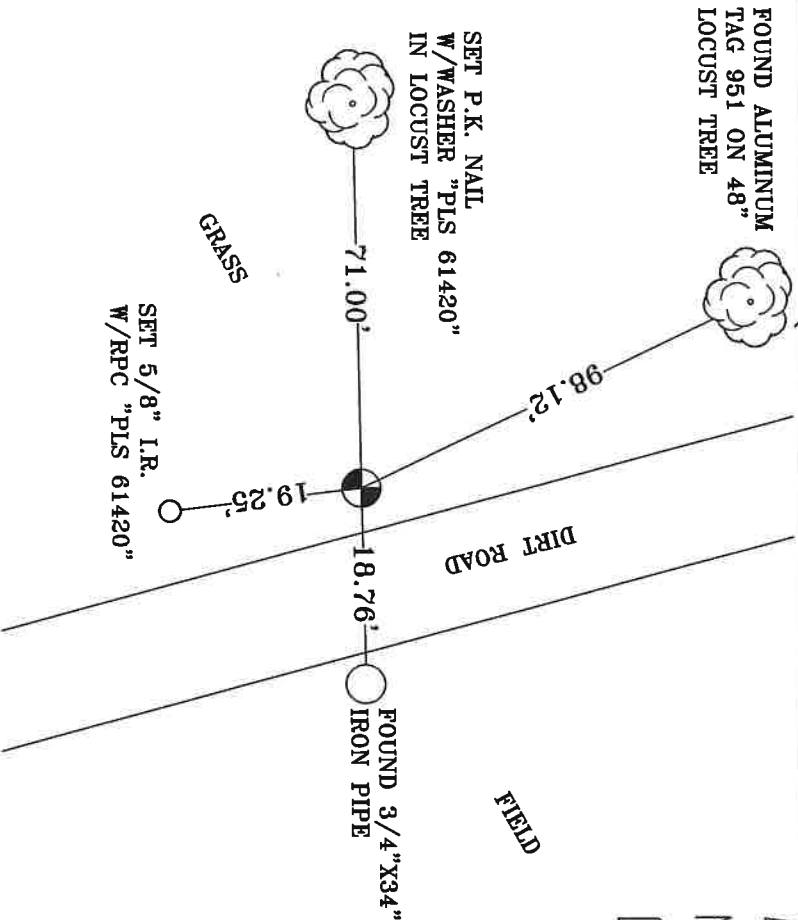 FOUND ALUMINUM
TAG 951 ON 48"
LOCUST TREE
SET P.K. NAIL
W/WASHER "PLS 61420"
IN LOCUST TREE
98.12'
71.00'
GRASS
DIRT ROAD
19.25'
18.76'
SET 5/8" I.R.
W/RPC "PLS 61420"
FOUND 3/4"X34"
IRON PIPE
FIELD